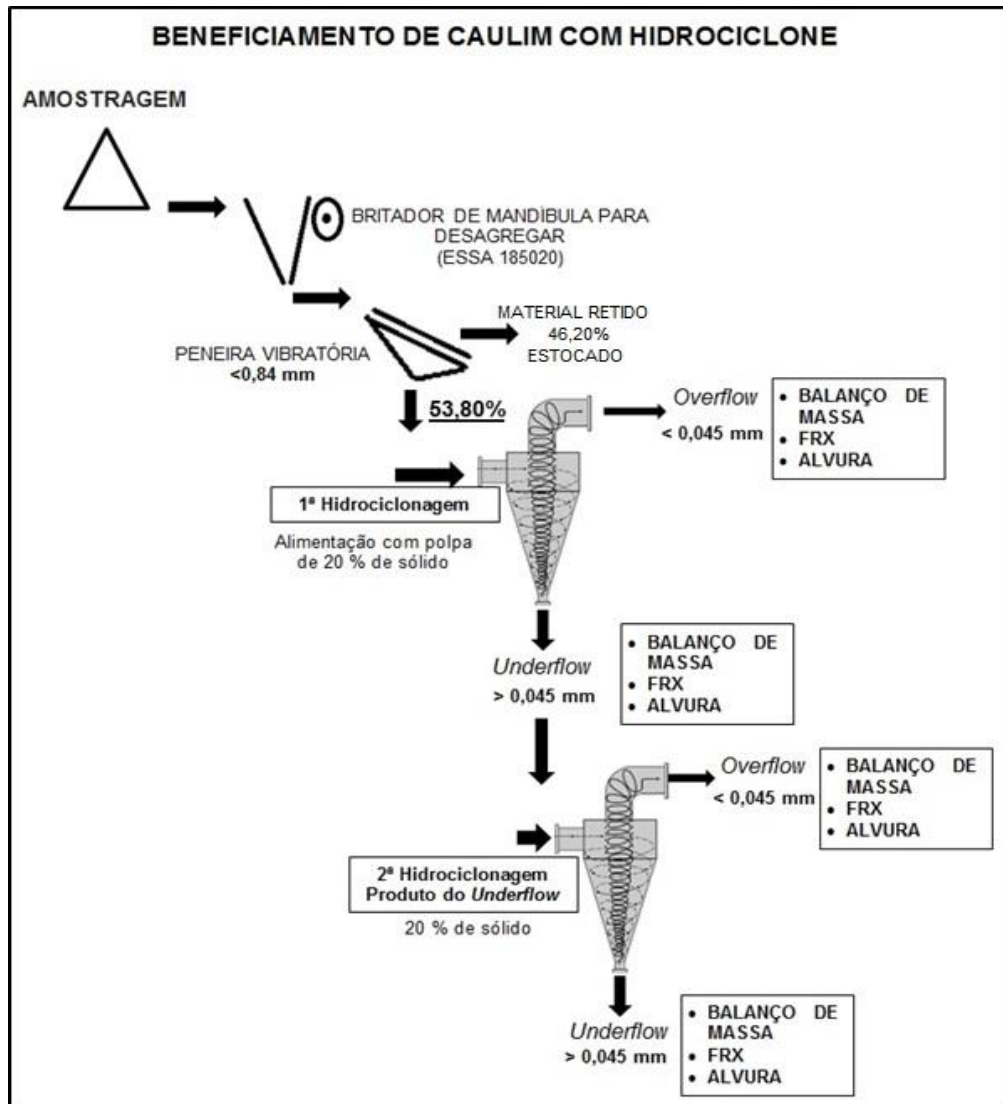 BENEFICIAMENTO DE CAULIM COM HIDROCICLONE
AMOSTRAGEM
BRITADOR DE MANDÍBULA PARA
DESAGREGAR
(ESSA 185020)
MATERIAL RETIDO
46,20%
ESTOCADO
PENEIRA VIBRATÓRIA
<0,84 mm
53,80%
Overflow
< 0,045 mm
• BALANÇO DE
MASSA
• FRX
• ALVURA
1ª Hidrociclonagem
Alimentação com polpa
de 20 % de sólido
Underflow
> 0,045 mm
• BALANÇO DE
MASSA
• FRX
• ALVURA
Overflow
< 0,045 mm
• BALANÇO DE
MASSA
• FRX
• ALVURA
2ª Hidrociclonagem
Produto do Underflow
20 % de sólido
Underflow
> 0,045 mm
• BALANÇO DE
MASSA
• FRX
• ALVURA